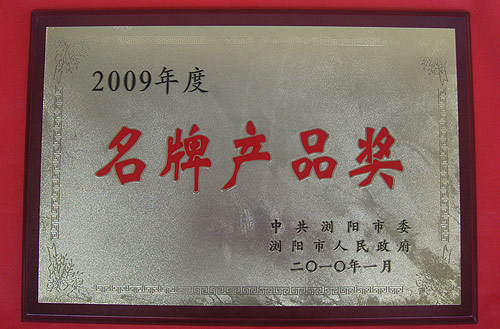 2009年度
名牌产品奖
中共浏阳市委
浏阳市人民政府
二〇一〇年一月